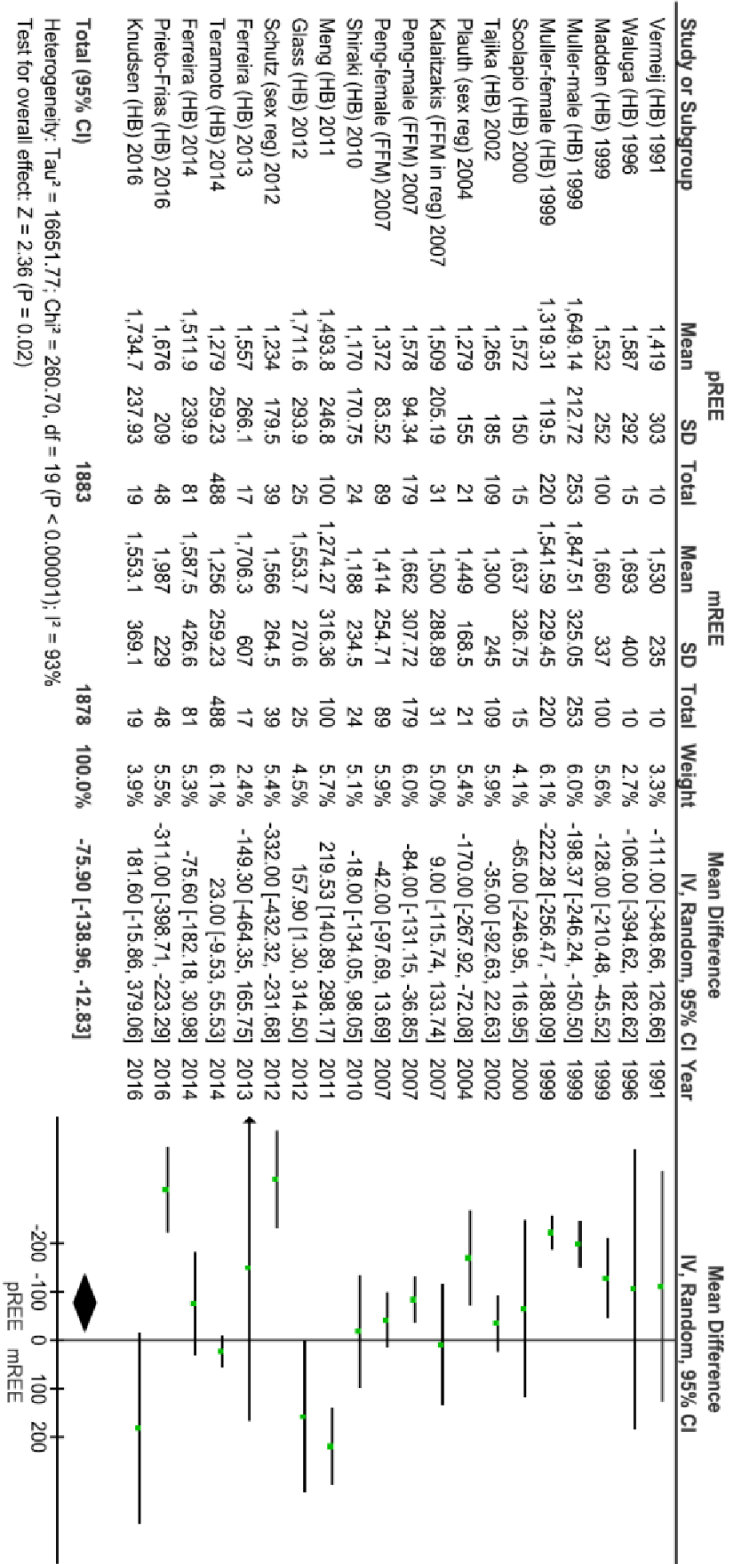 pREE mREE Mean Difference Mean Difference
Study or Subgroup Mean SD Total Mean SD Total Weight IV, Random, 95% CI Year IV, Random, 95% CI
Vermeij (HB) 1991 1,419 303 10 1,530 235 10 3.3% -111.00 [-348.66, 126.66] 1991
Waluga (HB) 1996 1,587 292 15 1,693 400 10 2.7% -106.00 [-394.62, 182.62] 1996
Madden (HB) 1999 1,532 252 100 1,660 337 100 5.6% -128.00 [-210.48, -45.52] 1999
Muller-male (HB) 1999 1,649.14 212.72 253 1,847.51 325.05 253 6.0% -198.37 [-246.24, -150.50] 1999
Muller-female (HB) 1999 1,319.31 119.5 220 1,541.59 229.45 220 6.1% -222.28 [-256.47, -188.09] 1999
Scolapio (HB) 2000 1,572 150 15 1,637 326.75 15 4.1% -65.00 [-246.95, 116.95] 2000
Tajika (HB) 2002 1,265 185 109 1,300 245 109 5.9% -35.00 [-92.63, 22.63] 2002
Plauth (sex reg) 2004 1,279 155 21 1,449 168.5 21 5.4% -170.00 [-267.92, -72.08] 2004
Kalaitzakis (FFM in reg) 2007 1,509 205.19 31 1,500 288.89 31 5.0% 9.00 [-115.74, 133.74] 2007
Peng-male (FFM) 2007 1,578 94.34 179 1,662 307.72 179 6.0% -84.00 [-131.15, -36.85] 2007
Peng-female (FFM) 2007 1,372 83.52 89 1,414 254.71 89 5.9% -42.00 [-97.69, 13.69] 2007
Shiraki (HB) 2010 1,170 170.75 24 1,188 234.5 24 5.1% -18.00 [-134.05, 98.05] 2010
Meng (HB) 2011 1,493.8 246.8 100 1,274.27 316.36 100 5.7% 219.53 [140.89, 298.17] 2011
Glass (HB) 2012 1,711.6 293.9 25 1,553.7 270.6 25 4.5% 157.90 [1.30, 314.50] 2012
Schutz (sex reg) 2012 1,234 179.5 39 1,566 264.5 39 5.4% -332.00 [-432.32, -231.68] 2012
Ferreira (HB) 2013 1,557 266.1 17 1,706.3 607 17 2.4% -149.30 [-464.35, 165.75] 2013
Teramoto (HB) 2014 1,279 259.23 488 1,256 259.23 488 6.1% 23.00 [-9.53, 55.53] 2014
Ferreira (HB) 2014 1,511.9 239.9 81 1,587.5 426.6 81 5.3% -75.60 [-182.18, 30.98] 2014
Prieto-Frias (HB) 2016 1,676 209 48 1,987 229 48 5.5% -311.00 [-398.71, -223.29] 2016
Knudsen (HB) 2016 1,734.7 237.93 19 1,553.1 369.1 19 3.9% 181.60 [-15.86, 379.06] 2016
Total (95% CI) 1883 1878 100.0% -75.90 [-138.96, -12.83]
Heterogeneity: Tau² = 16651.77; Chi² = 260.70, df = 19 (P < 0.00001); I² = 93%
Test for overall effect: Z = 2.36 (P = 0.02)
-200 -100 0 100 200
pREE mREE